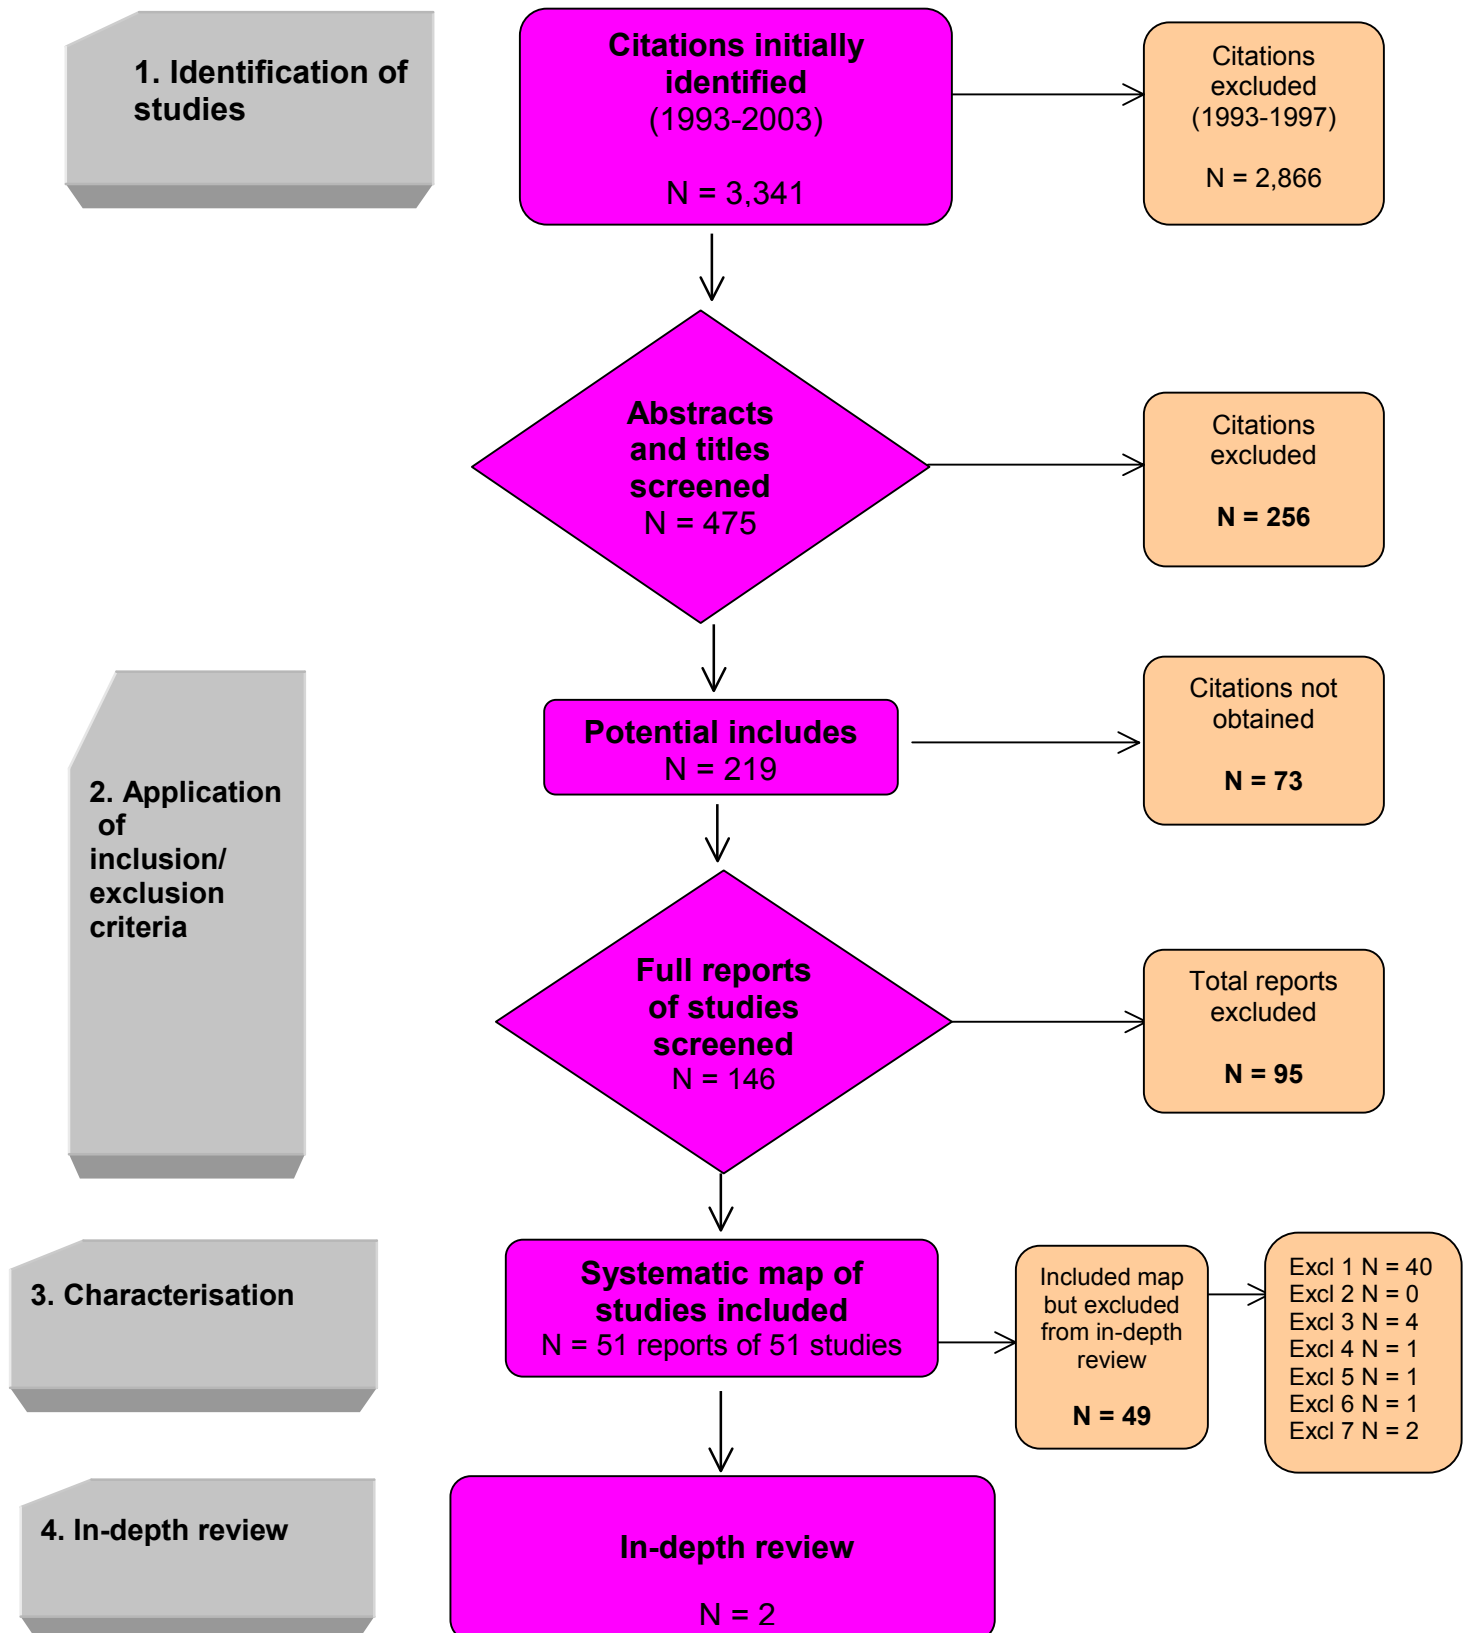 1. Identification of
studies
Citations initially
identified
(1993-2003)
N = 3,341
Citations
excluded
(1993-1997)
N = 2,866
Abstracts
and titles
screened
N = 475
Citations
excluded
N = 256
Potential includes
N = 219
Citations not
obtained
N = 73
2. Application
of
inclusion/
exclusion
criteria
Full reports
of studies
screened
N = 146
Total reports
excluded
N = 95
3. Characterisation
Systematic map of
studies included
N = 51 reports of 51 studies
Included map
but excluded
from in-depth
review
N = 49
Excl 1 N = 40
Excl 2 N = 0
Excl 3 N = 4
Excl 4 N = 1
Excl 5 N = 1
Excl 6 N = 1
Excl 7 N = 2
4. In-depth review
In-depth review
N = 2